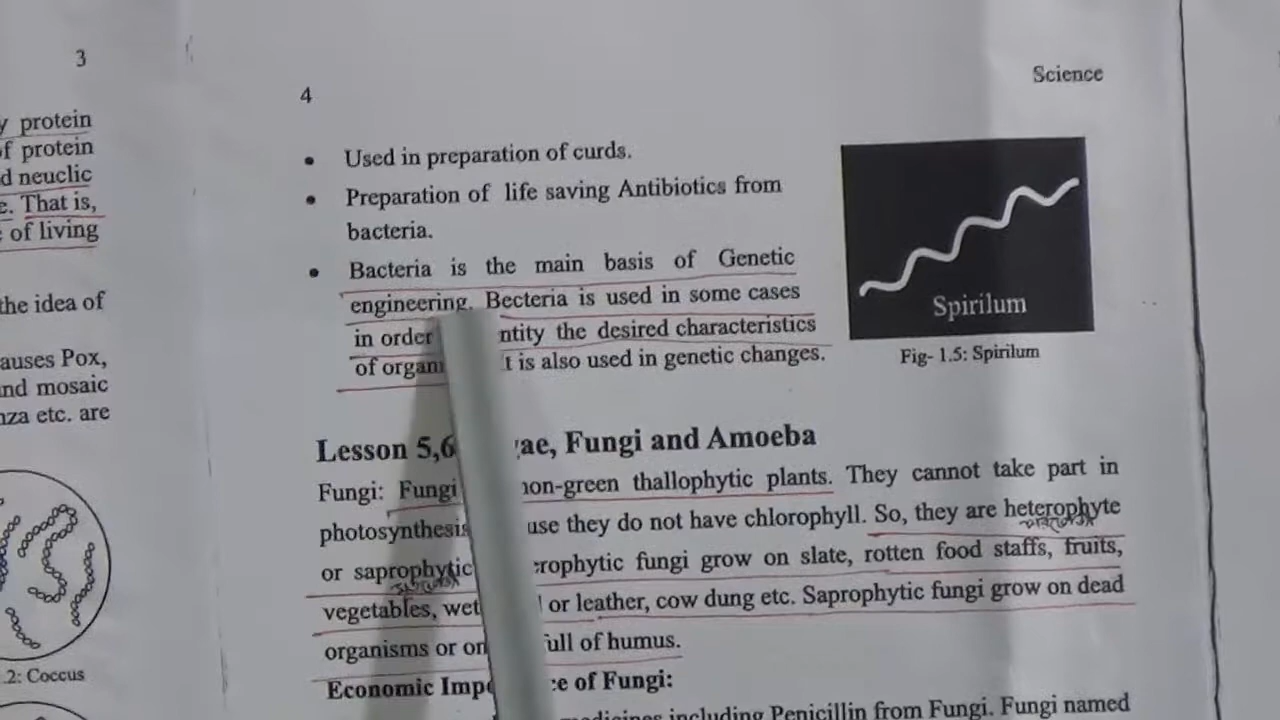 3
y protein
of protein
d neuclic
e. That is,
of living
the idea of
auses Pox,
nd mosaic
nza etc. are
2: Coccus
4
Science
• Used in preparation of curds.
• Preparation of life saving Antibiotics from
bacteria.
• Bacteria is the main basis of Genetic
engineering. Becteria is used in some cases
in order ntity the desired characteristics
of organi t is also used in genetic changes.
Spirilum
Fig- 1.5: Spirilum
Lesson 5,6 gae, Fungi and Amoeba
Fungi: Fungi non-green thallophytic plants. They cannot take part in
photosynthesis use they do not have chlorophyll. So, they are heterophyte
or saprophytic rophytic fungi grow on slate, rotten food staffs, fruits,
vegetables, wet or leather, cow dung etc. Saprophytic fungi grow on dead
organisms or on full of humus.
Economic Imp ce of Fungi:
medicines including Penicillin from Fungi. Fungi named